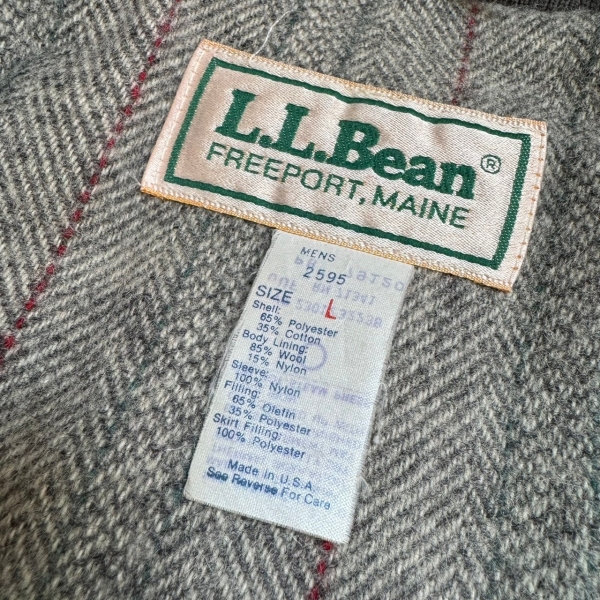 L.L.Bean®
FREEPORT, MAINE
MENS
2595
SIZE L
Shell:
65% Polyester
35% Cotton
Body Lining:
85% Wool
15% Nylon
Sleeve:
100% Nylon
Filling:
65% Olefin
35% Polyester
Skirt Filling:
100% Polyester
Made in U.S.A.
See Reverse For Care